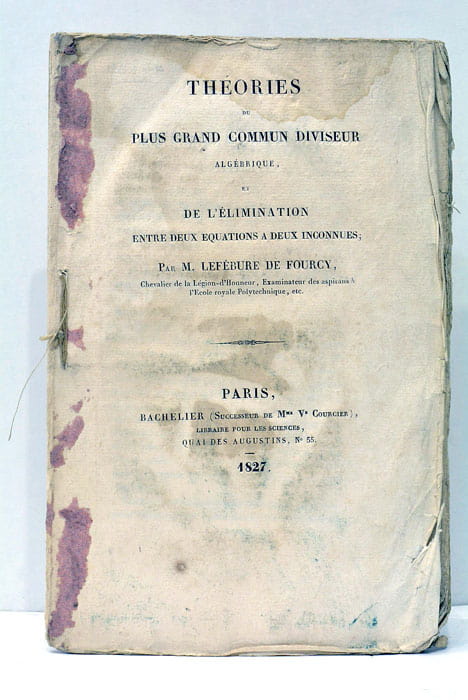 THÉORIES
DU
PLUS GRAND COMMUN DIVISEUR
ALGÉBRIQUE,
ET
DE L'ÉLIMINATION
ENTRE DEUX EQUATIONS A DEUX INCONNUES;
PAR M. LEFÉBURE DE FOURCY,
Chevalier de la Légion-d'Honneur, Examinateur des aspirans à
l'Ecole royale Polytechnique, etc.
PARIS,
BACHELIER (SUCCESSEUR DE Mme Ve COURCIER),
LIBRAIRE POUR LES SCIENCES,
QUAI DES AUGUSTINS, No 55.
1827.